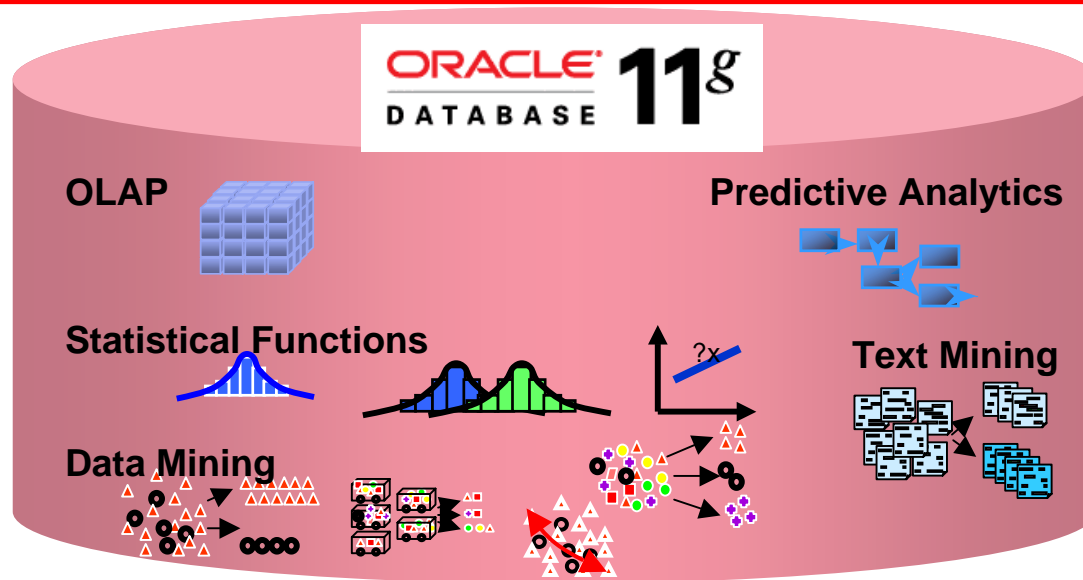 ORACLE
DATABASE 11g
OLAP
Predictive Analytics
Statistical Functions
?x
Text Mining
Data Mining